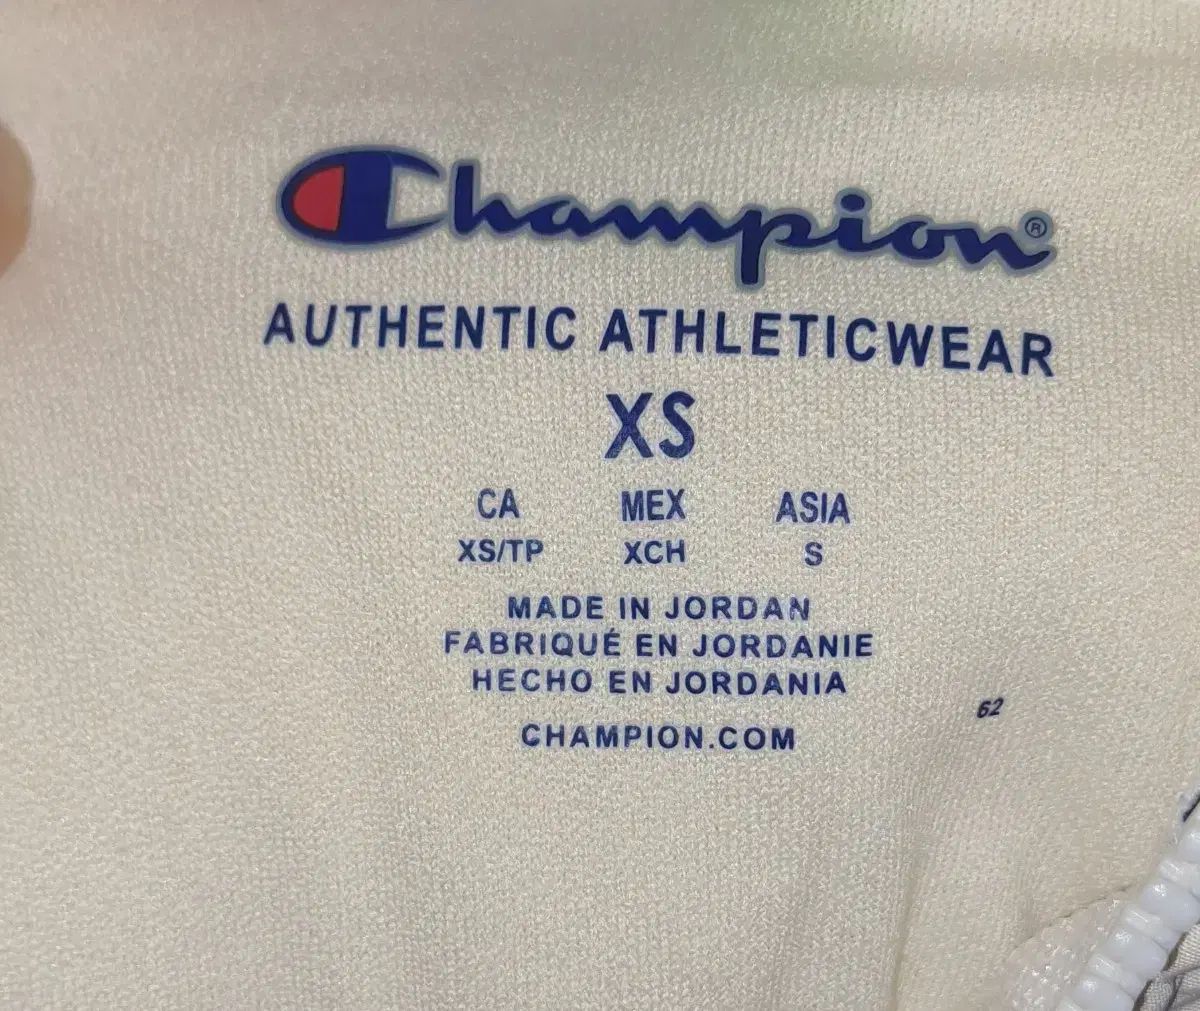 Champion®
AUTHENTIC ATHLETICWEAR
XS
CA MEX ASIA
XS/TP XCH S
MADE IN JORDAN
FABRIQUÉ EN JORDANIE
HECHO EN JORDANIA
62
CHAMPION.COM